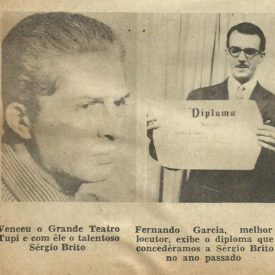 Diploma
Venceu o Grande Teatro
Tupi e com êle o talentoso
Sérgio Brito
Fernando Garcia, melhor
locutor, exibe o diploma que
concedêramos a Sérgio Brito
no ano passado